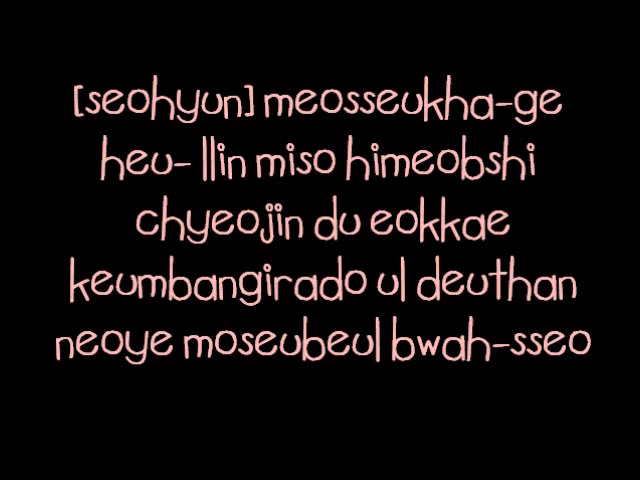 [seohyun] meosseukha-ge
heu- llin miso himeobshi
chyeojin du eokkae
keumbangirado ul deuthan
neoye moseubeul bwah-sseo